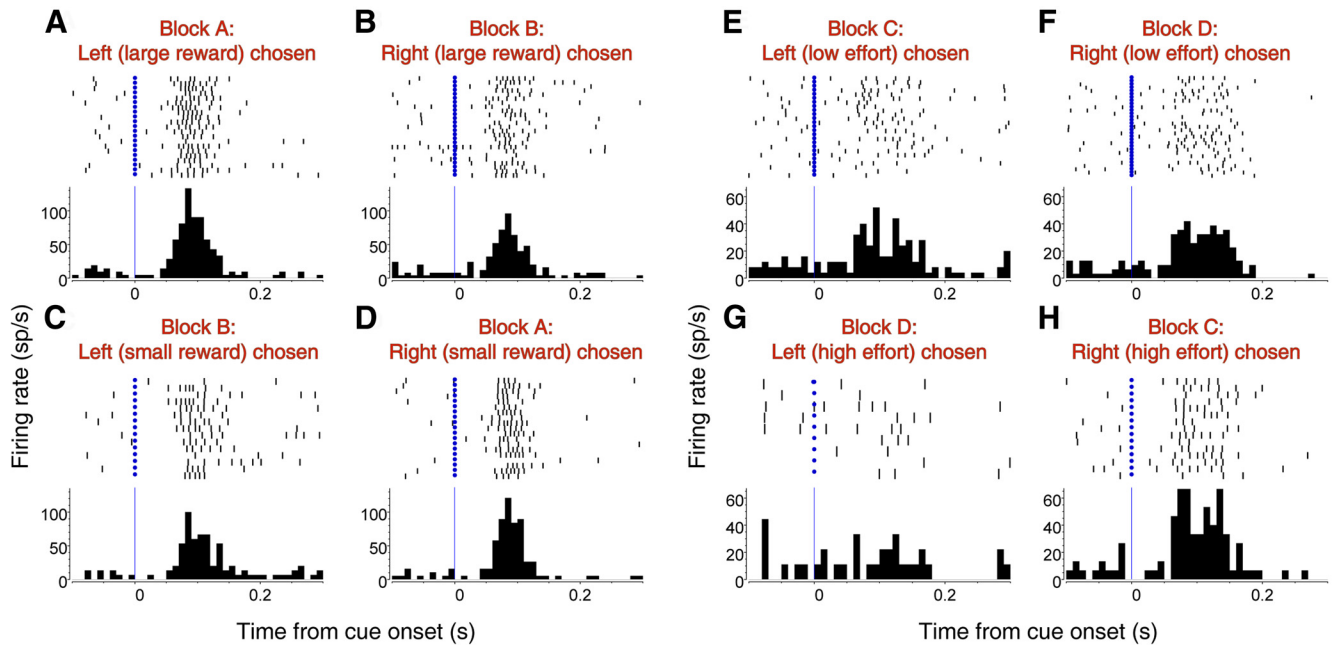 A
Block A:
Left (large reward) chosen
100
50
0
0
0.2
B
Block B:
Right (large reward) chosen
100
50
0
0
0.2
C
Block B:
Left (small reward) chosen
100
50
0
0
0.2
D
Block A:
Right (small reward) chosen
100
50
0
0
0.2
Firing rate (sp/s)
Time from cue onset (s)
E
Block C:
Left (low effort) chosen
60
40
20
0
0
0.2
F
Block D:
Right (low effort) chosen
60
40
20
0
0
0.2
G
Block D:
Left (high effort) chosen
60
40
20
0
0
0.2
H
Block C:
Right (high effort) chosen
60
40
20
0
0
0.2
Firing rate (sp/s)
Time from cue onset (s)